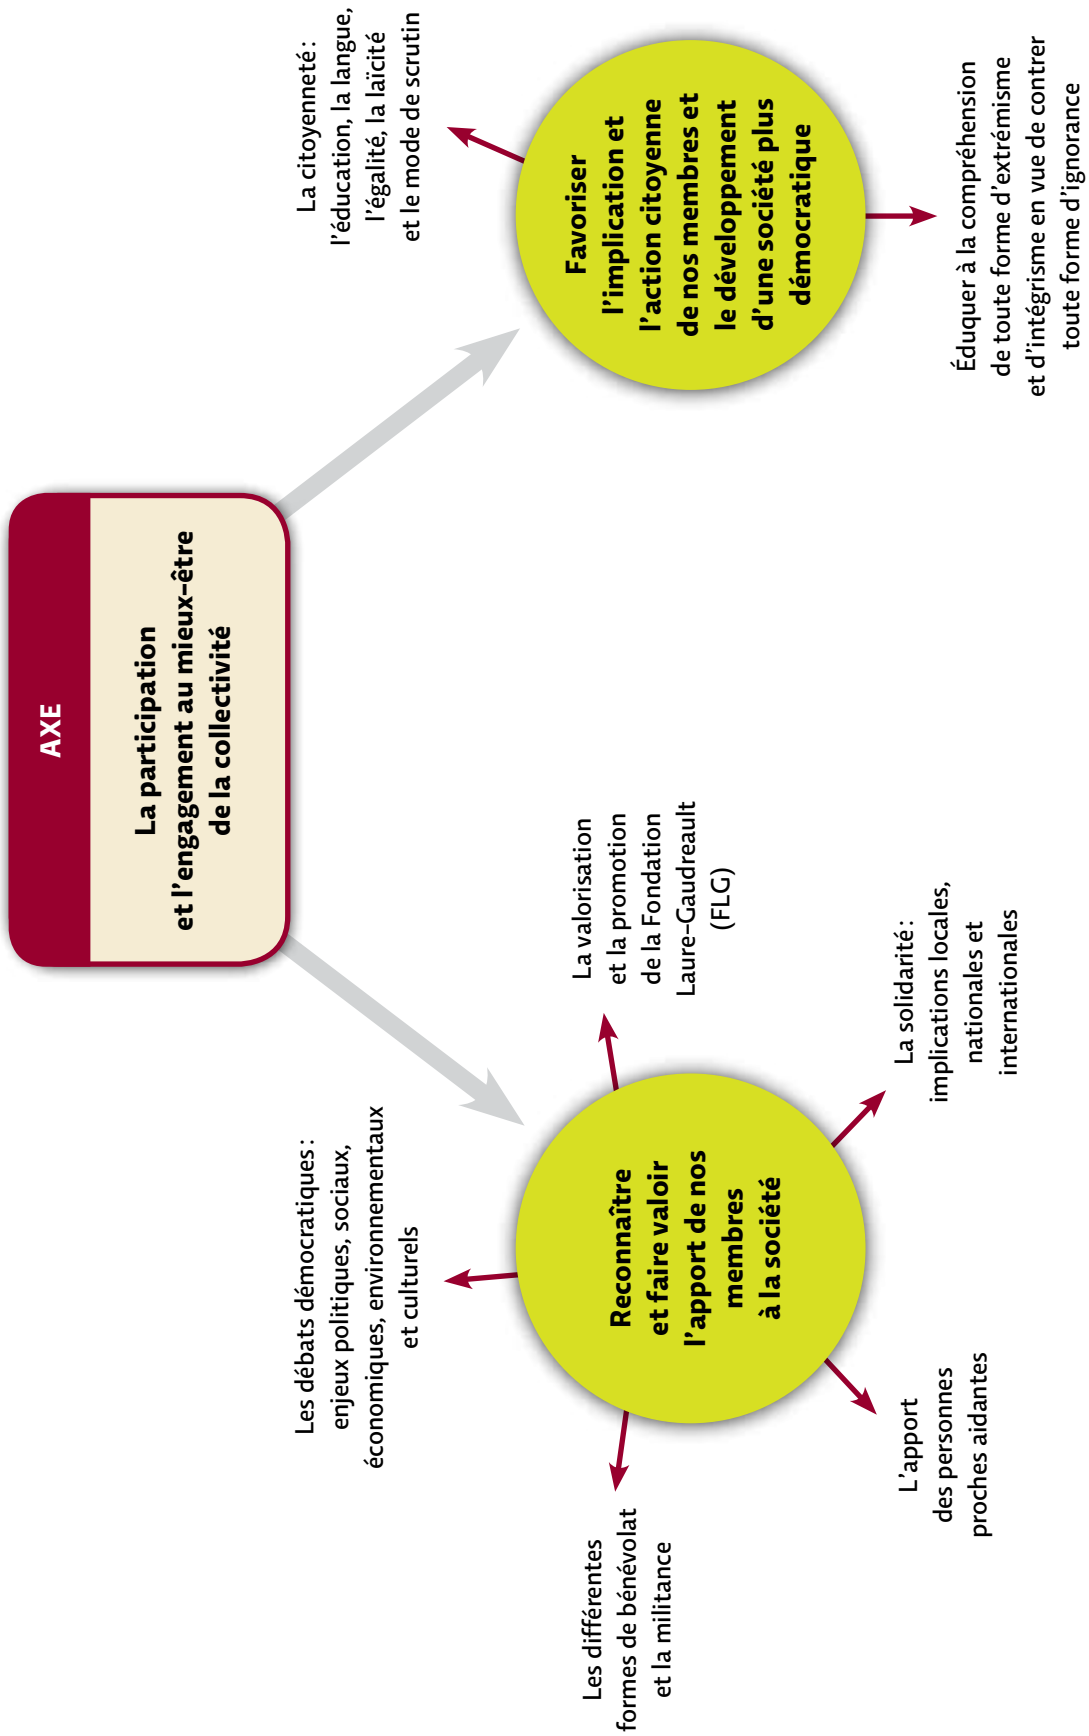 AXE
La participation
et l'engagement au mieux-être
de la collectivité
Les débats démocratiques :
enjeux politiques, sociaux,
économiques, environnementaux
et culturels
La valorisation
et la promotion
de la Fondation
Laure-Gaudreault
(FLG)
Reconnaître
et faire valoir
l'apport de nos
membres
à la société
Les différentes
formes de bénévolat
et la militance
L'apport
des personnes
proches aidantes
La solidarité :
implications locales,
nationales et
internationales
La citoyenneté :
l'éducation, la langue,
l'égalité, la laïcité
et le mode de scrutin
Favoriser
l'implication et
l'action citoyenne
de nos membres et
le développement
d'une société plus
démocratique
Éduquer à la compréhension
de toute forme d'extrémisme
et d'intégrisme en vue de contrer
toute forme d'ignorance